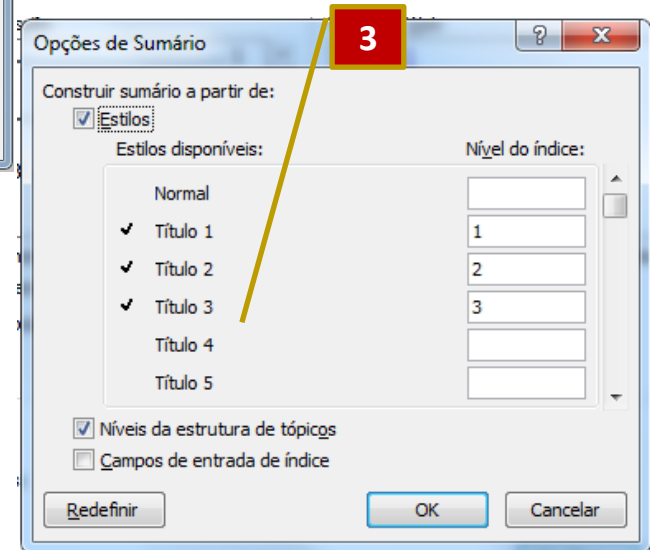 3
Opções de Sumário
Construir sumário a partir de:
Estilos
Estilos disponíveis: Nível do índice:
Normal
Título 1 1
Título 2 2
Título 3 3
Título 4
Título 5
Níveis da estrutura de tópicos
Campos de entrada de índice
Redefinir OK Cancelar